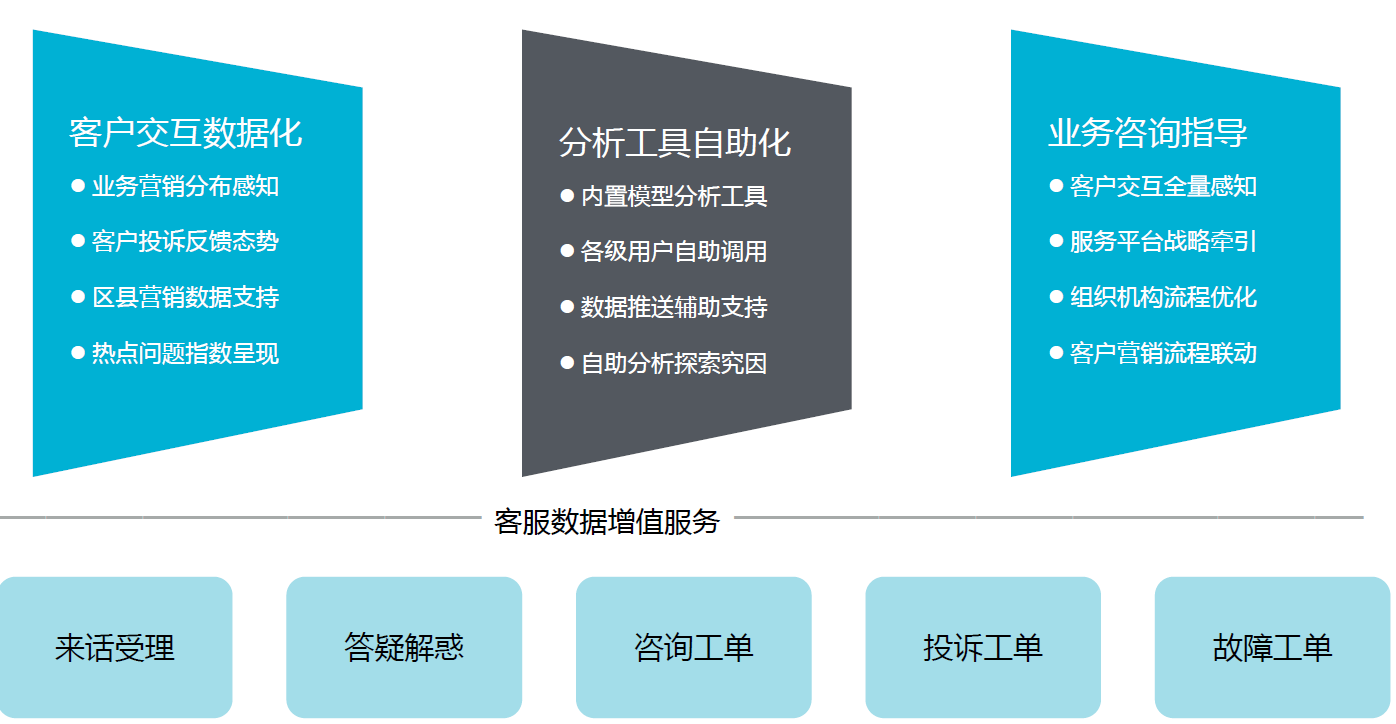 客户交互数据化
● 业务营销分布感知
● 客户投诉反馈态势
● 区县营销数据支持
● 热点问题指数呈现
分析工具自助化
● 内置模型分析工具
● 各级用户自助调用
● 数据推送辅助支持
● 自助分析探索究因
业务咨询指导
● 客户交互全量感知
● 服务平台战略牵引
● 组织机构流程优化
● 客户营销流程联动
客服数据增值服务
来话受理
答疑解惑
咨询工单
投诉工单
故障工单